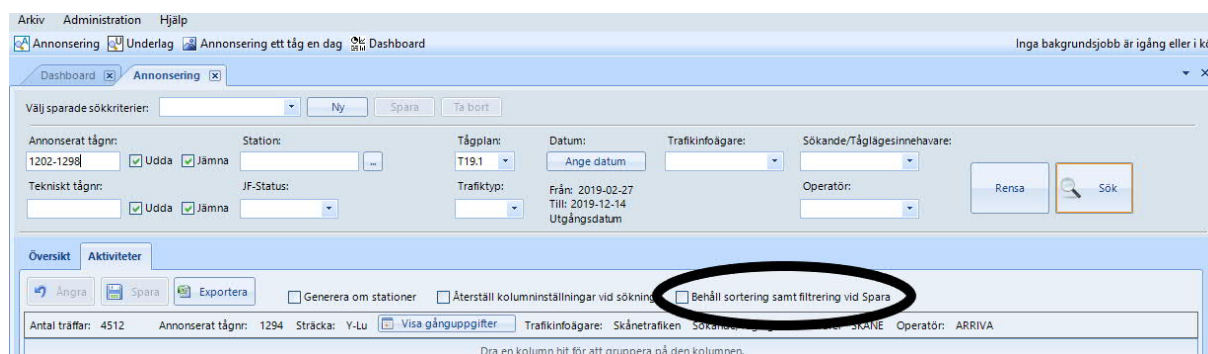 Arkiv Administration Hjälp
Annonsering Underlag Annonsering ett tåg en dag Dashboard Inga bakgrundsjobb är igång eller i
Dashboard Annonsering
Välj sparade sökkriterier: Ny Spara Ta bort
Annonserat tågnr: Station: Tågplan: Datum: Trafikinfoägare: Sökande/Tåglägesinnehavare:
1202-1298 Udda Jämna ... T19.1 Ange datum
Tekniskt tågnr: JF-Status: Trafiktyp: Från: 2019-02-27 Operatör: Rensa Sök
Udda Jämna Till: 2019-12-14
Utgångsdatum
Översikt Aktiviteter
Ångra Spara Exportera Generera om stationer Återställ kolumninställningar vid sökning Behåll sortering samt filtrering vid Spara
Antal träffar: 4512 Annonserat tågnr: 1294 Sträcka: Y-Lu Visa gånguppgifter Trafikinfoägare: Skånetrafiken SKANE Operatör: ARRIVA
Dra en kolumn hit för att gruppera på den kolumnen.